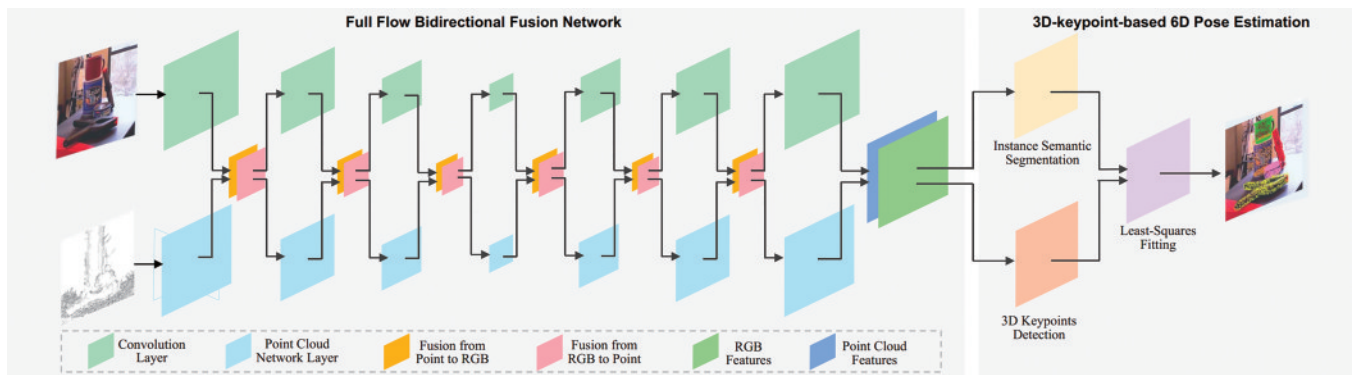 Full Flow Bidirectional Fusion Network
3D-keypoint-based 6D Pose Estimation
Instance Semantic
Segmentation
Least-Squares
Fitting
3D Keypoints
Detection
Convolution
Layer
Point Cloud
Network Layer
Fusion from
Point to RGB
Fusion from
RGB to Point
RGB
Features
Point Cloud
Features